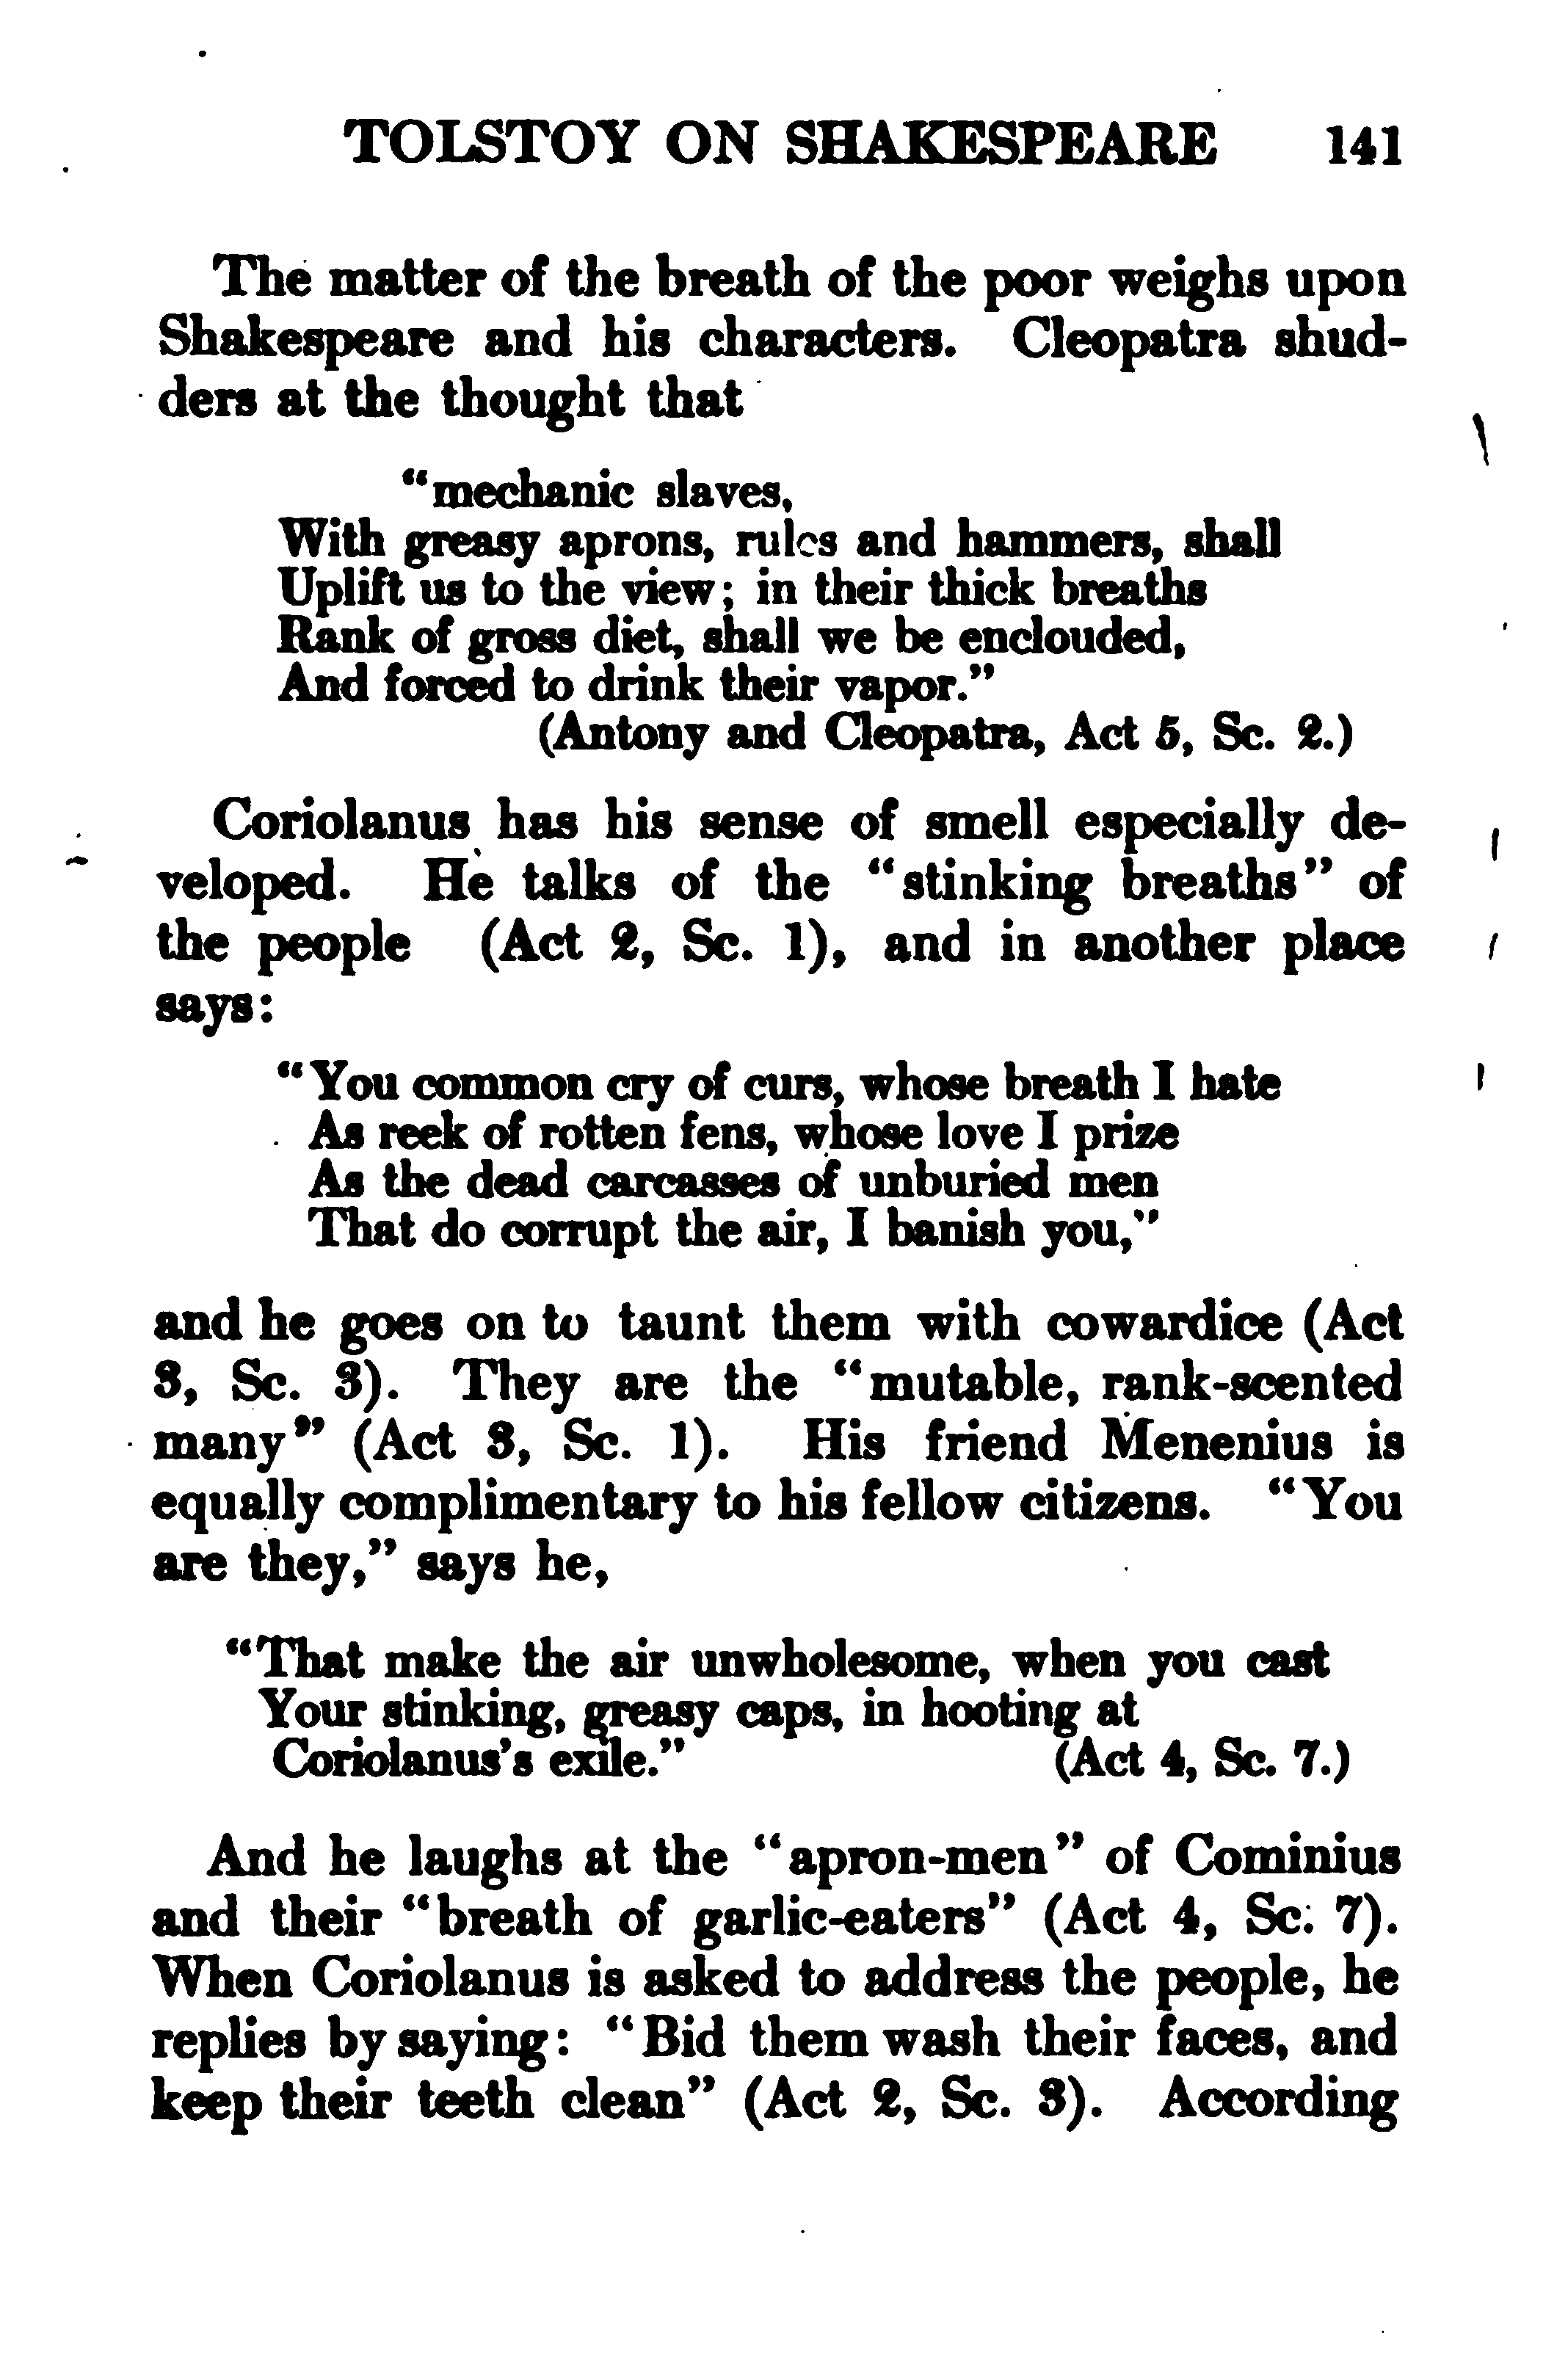 TOLSTOY ON SHAKESPEARE 141
The matter of the breath of the poor weighs upon
Shakespeare and his characters. Cleopatra shud-
ders at the thought that
"mechanic slaves,
With greasy aprons, rules and hammers, shall
Uplift us to the view; in their thick breaths
Rank of gross diet, shall we be enclouded,
And forced to drink their vapor."
(Antony and Cleopatra, Act 5, Sc. 2.)
Coriolanus has his sense of smell especially de-
veloped. He talks of the "stinking breaths" of
the people (Act 2, Sc. 1), and in another place
says:
"You common cry of curs, whose breath I hate
As reek of rotten fens, whose love I prize
As the dead carcasses of unburied men
That do corrupt the air, I banish you,"
and he goes on to taunt them with cowardice (Act
3, Sc. 3). They are the "mutable, rank-scented
many" (Act 3, Sc. 1). His friend Menenius is
equally complimentary to his fellow citizens. "You
are they," says he,
"That make the air unwholesome, when you cast
Your stinking, greasy caps, in hooting at
Coriolanus's exile." (Act 4, Sc. 7.)
And he laughs at the "apron-men" of Cominius
and their "breath of garlic-eaters" (Act 4, Sc. 7).
When Coriolanus is asked to address the people, he
replies by saying: "Bid them wash their faces, and
keep their teeth clean" (Act 2, Sc. 3). According